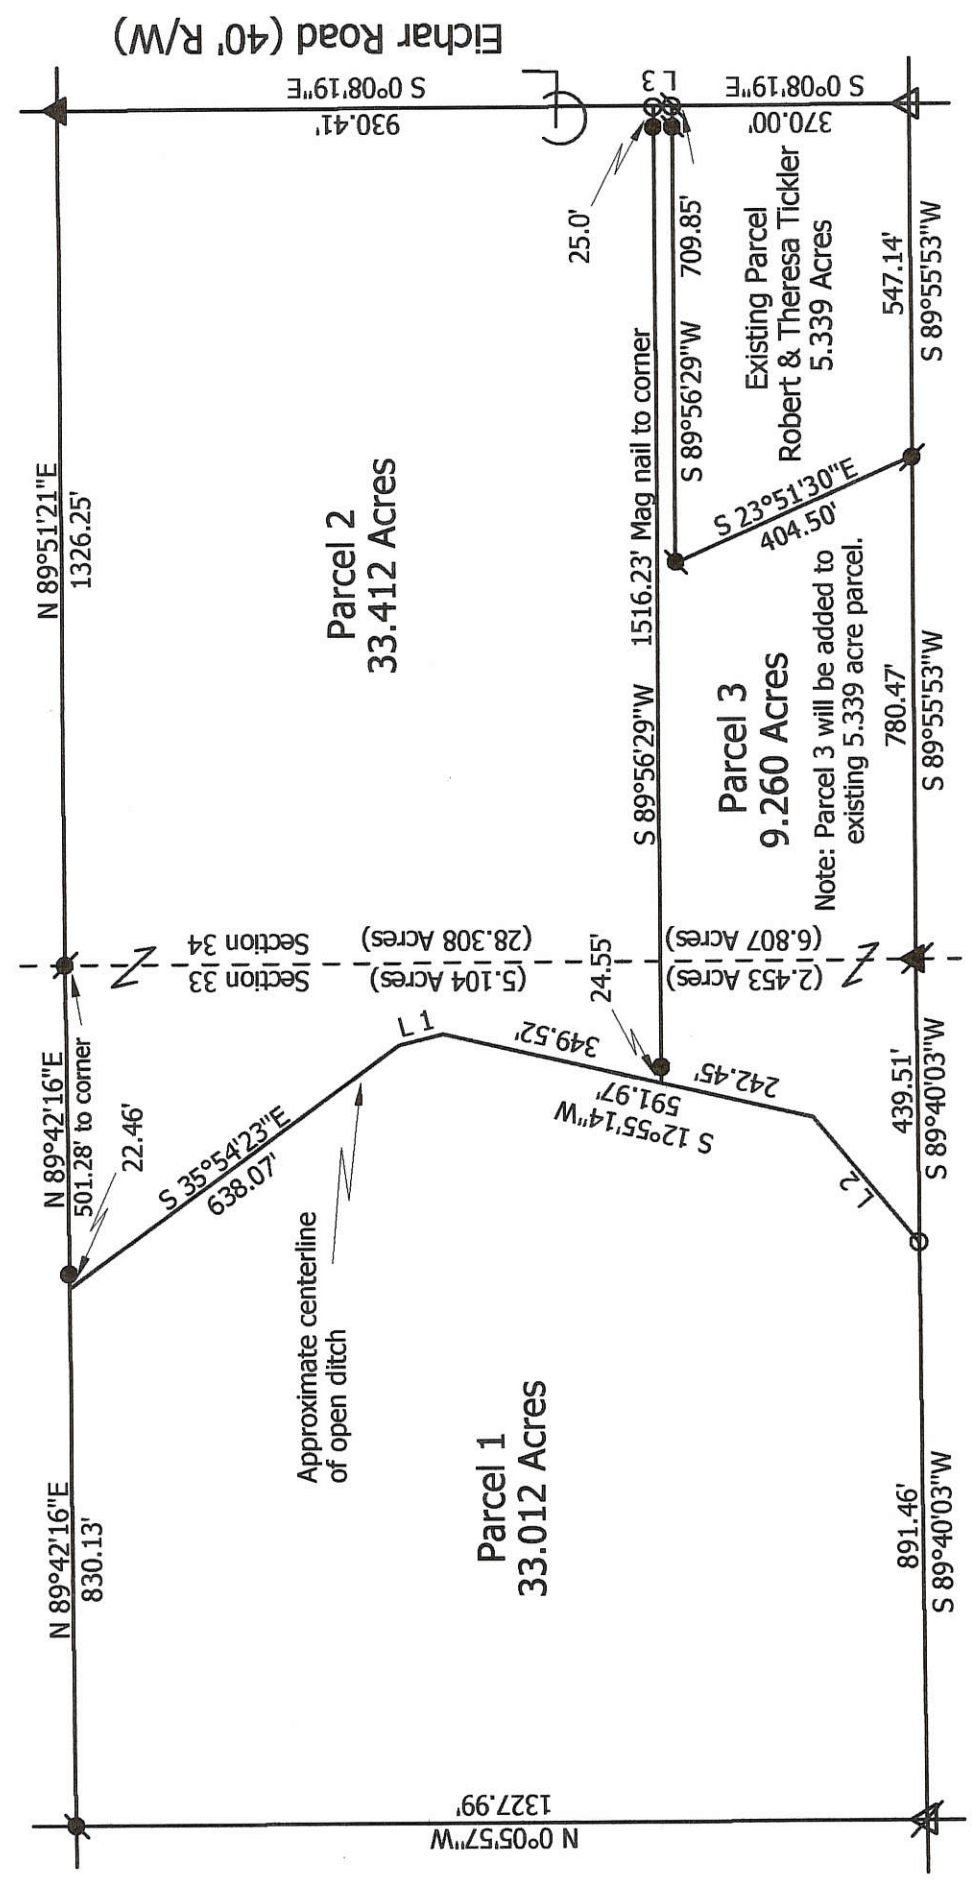 Eichar Road (40' R/W)
N 89°42'16"E
830.13'
N 89°42'16"E
501.28' to corner
22.46'
N 89°51'21"E
1326.25'
S 0°08'19"E
930.41'
S 35°54'23"E
638.07'
Approximate centerline
of open ditch
L 1
Section 33
Section 34
(5.104 Acres)
(28.308 Acres)
Parcel 2
33.412 Acres
Parcel 1
33.012 Acres
349.52'
24.55'
S 12°55'14"W
591.97'
242.45'
L 2
S 89°56'29"W
1516.23' Mag nail to corner
25.0'
L 3
S 89°56'29"W
709.85'
S 0°08'19"E
370.00'
(2.453 Acres)
(6.807 Acres)
Parcel 3
9.260 Acres
Note: Parcel 3 will be added to
existing 5.339 acre parcel.
S 23°51'30"E
404.50'
Existing Parcel
Robert & Theresa Tickler
5.339 Acres
N 0°05'57"W
1327.99'
891.46'
S 89°40'03"W
439.51'
S 89°40'03"W
780.47'
S 89°55'53"W
547.14'
S 89°55'53"W